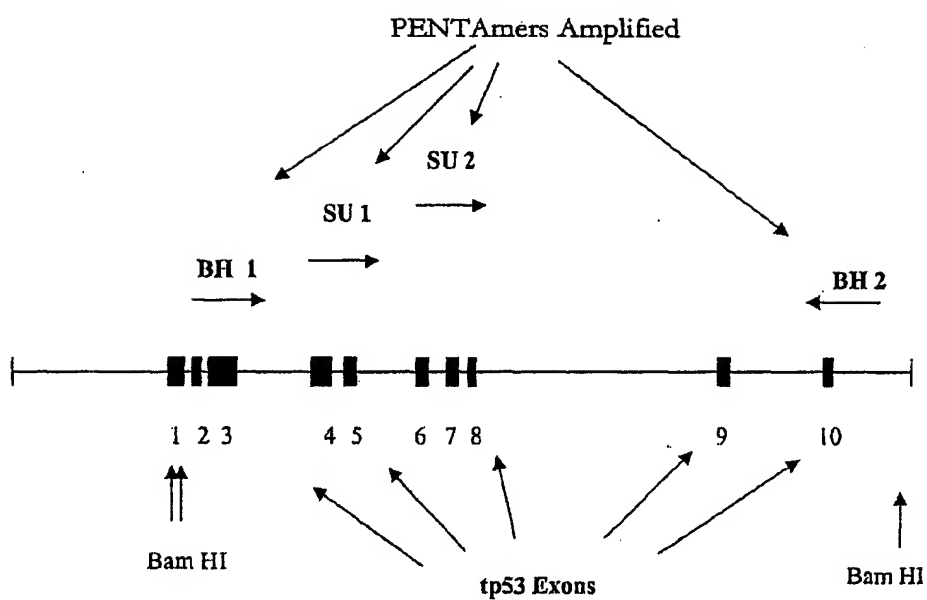 PENTAmers Amplified
SU 2
SU 1
BH 1
BH 2
1 2 3 4 5 6 7 8 9 10
Bam HI
Bam HI
tp53 Exons